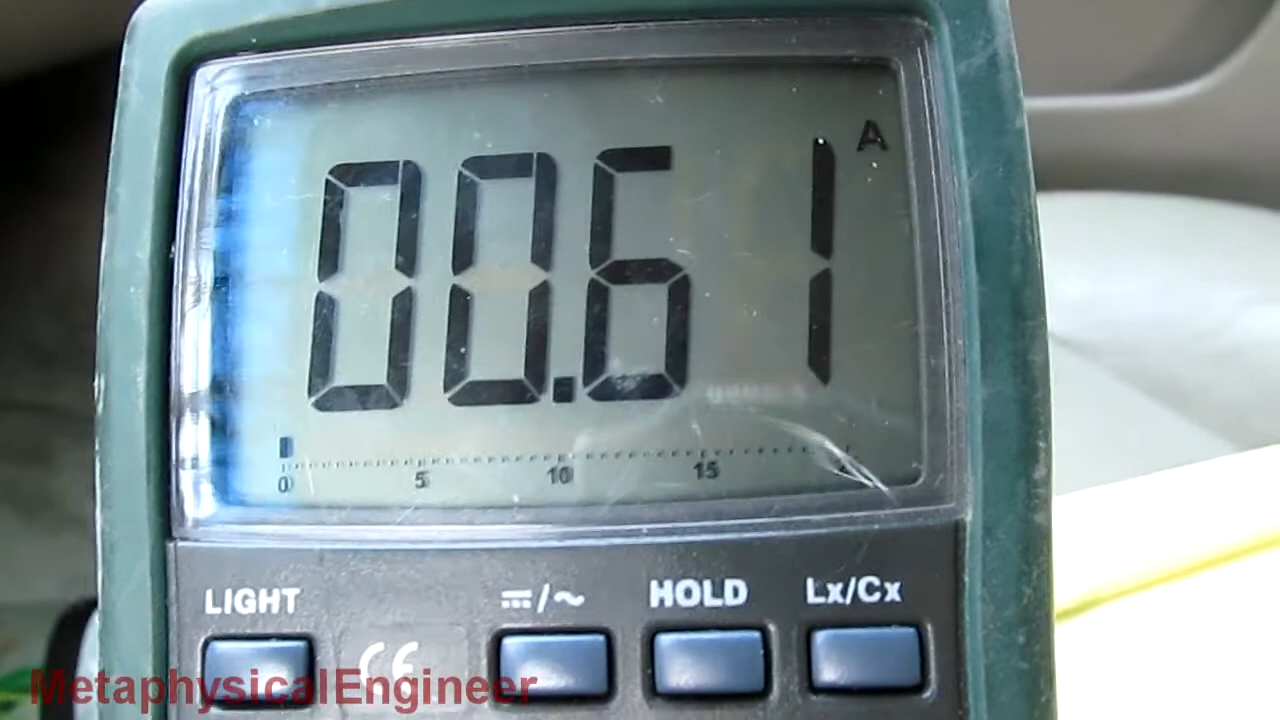 00.61 A
0 5 10 15
LIGHT ⎓/~ HOLD Lx/Cx
CE
MetaphysicalEngineer